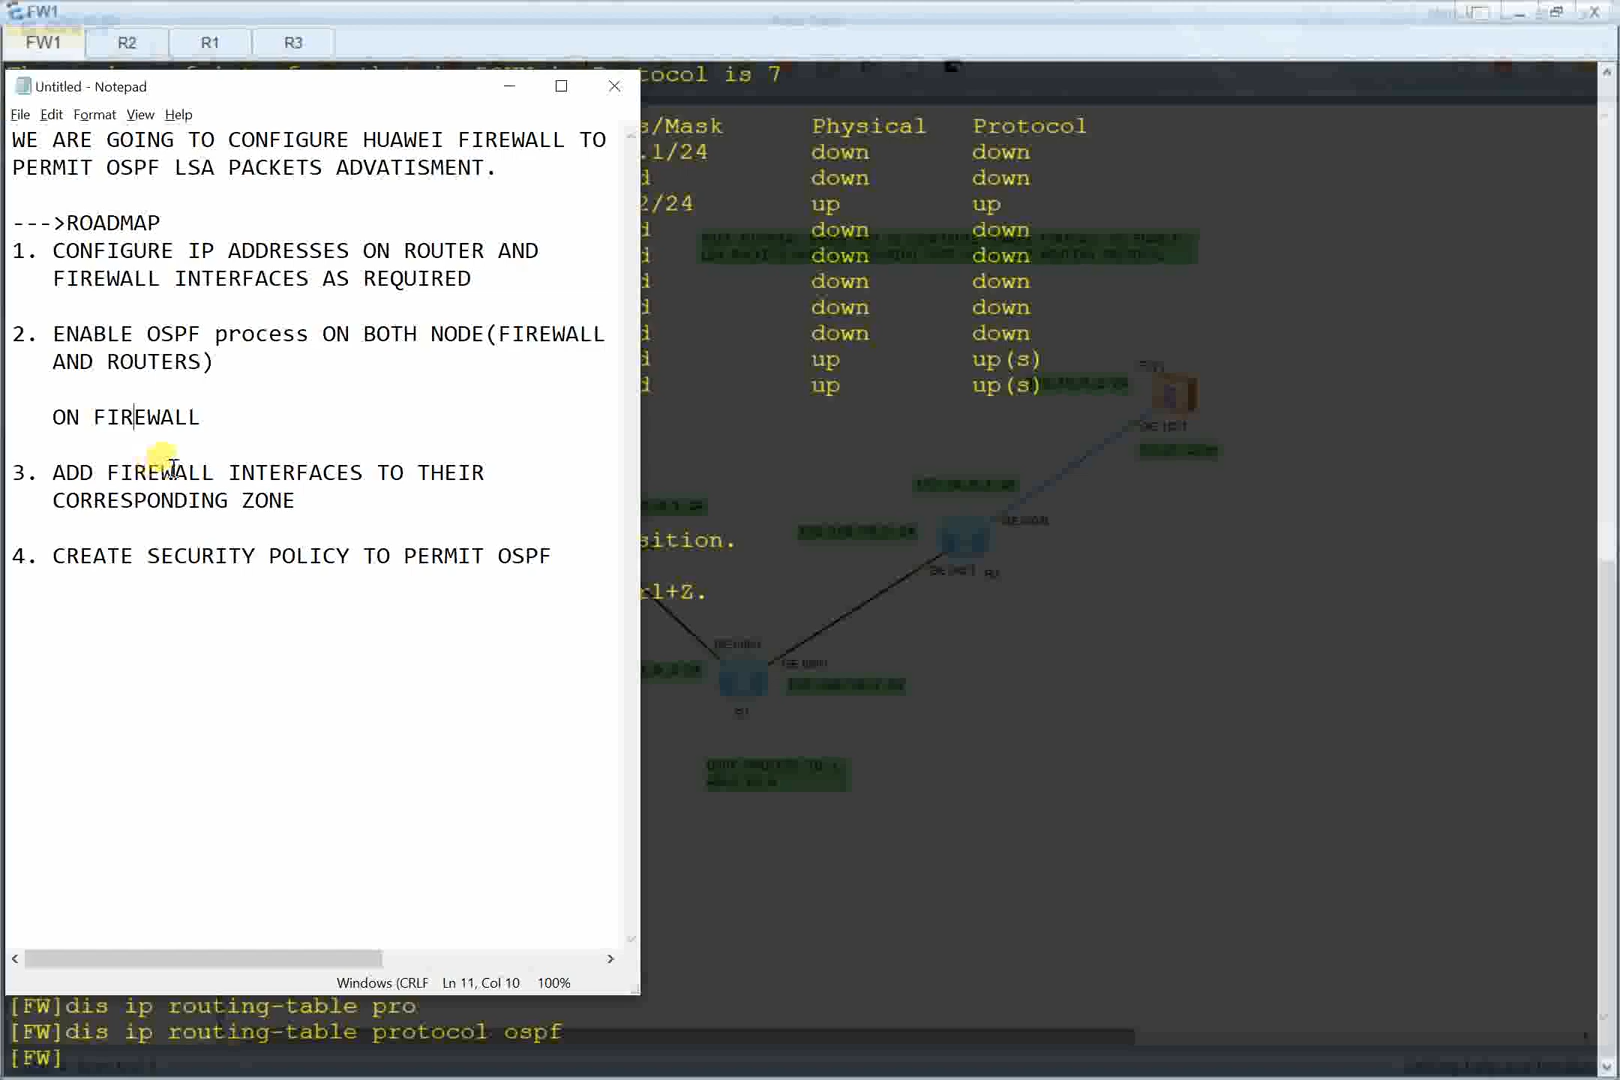 FW1
FW1 R2 R1 R3
tocol is 7
Untitled - Notepad
File Edit Format View Help
WE ARE GOING TO CONFIGURE HUAWEI FIREWALL TO
PERMIT OSPF LSA PACKETS ADVATISMENT.
--->ROADMAP
1. CONFIGURE IP ADDRESSES ON ROUTER AND
FIREWALL INTERFACES AS REQUIRED
2. ENABLE OSPF process ON BOTH NODE(FIREWALL
AND ROUTERS)
ON FIREWALL
3. ADD FIREWALL INTERFACES TO THEIR
CORRESPONDING ZONE
4. CREATE SECURITY POLICY TO PERMIT OSPF
Windows (CRLF Ln 11, Col 10 100%
s/Mask Physical Protocol
.1/24 down down
d down down
2/24 up up
d down down
d down down
d down down
d down down
d down down
d up up(s)
d up up(s)
sition.
rl+Z.
R2
R1
[FW]dis ip routing-table pro
[FW]dis ip routing-table protocol ospf
[FW]